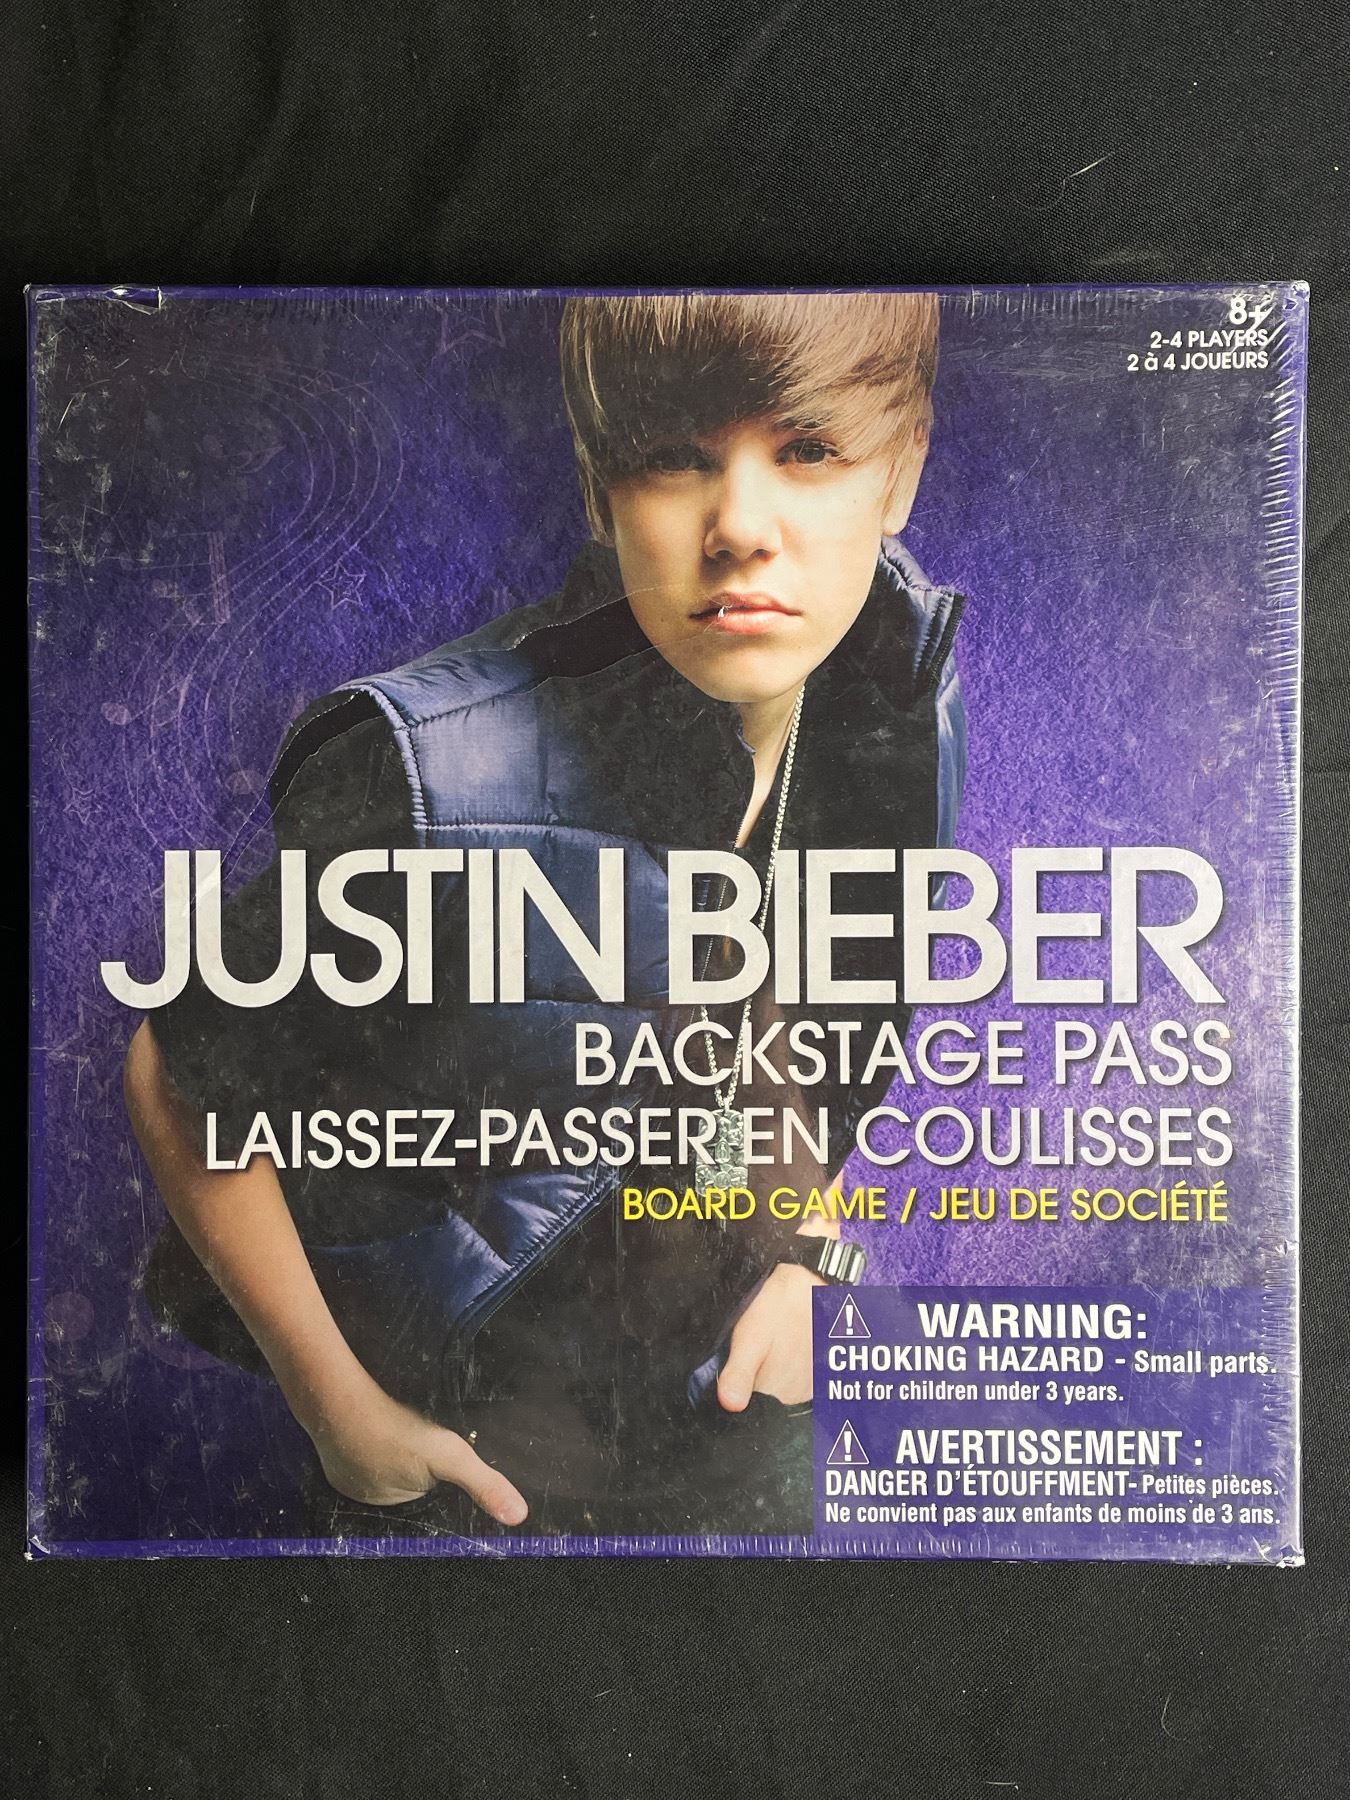 8+
2-4 PLAYERS
2 à 4 JOUEURS
JUSTIN BIEBER
BACKSTAGE PASS
LAISSEZ-PASSER EN COULISSES
BOARD GAME / JEU DE SOCIÉTÉ
WARNING:
CHOKING HAZARD - Small parts.
Not for children under 3 years.
AVERTISSEMENT :
DANGER D'ÉTOUFFMENT- Petites pièces.
Ne convient pas aux enfants de moins de 3 ans.